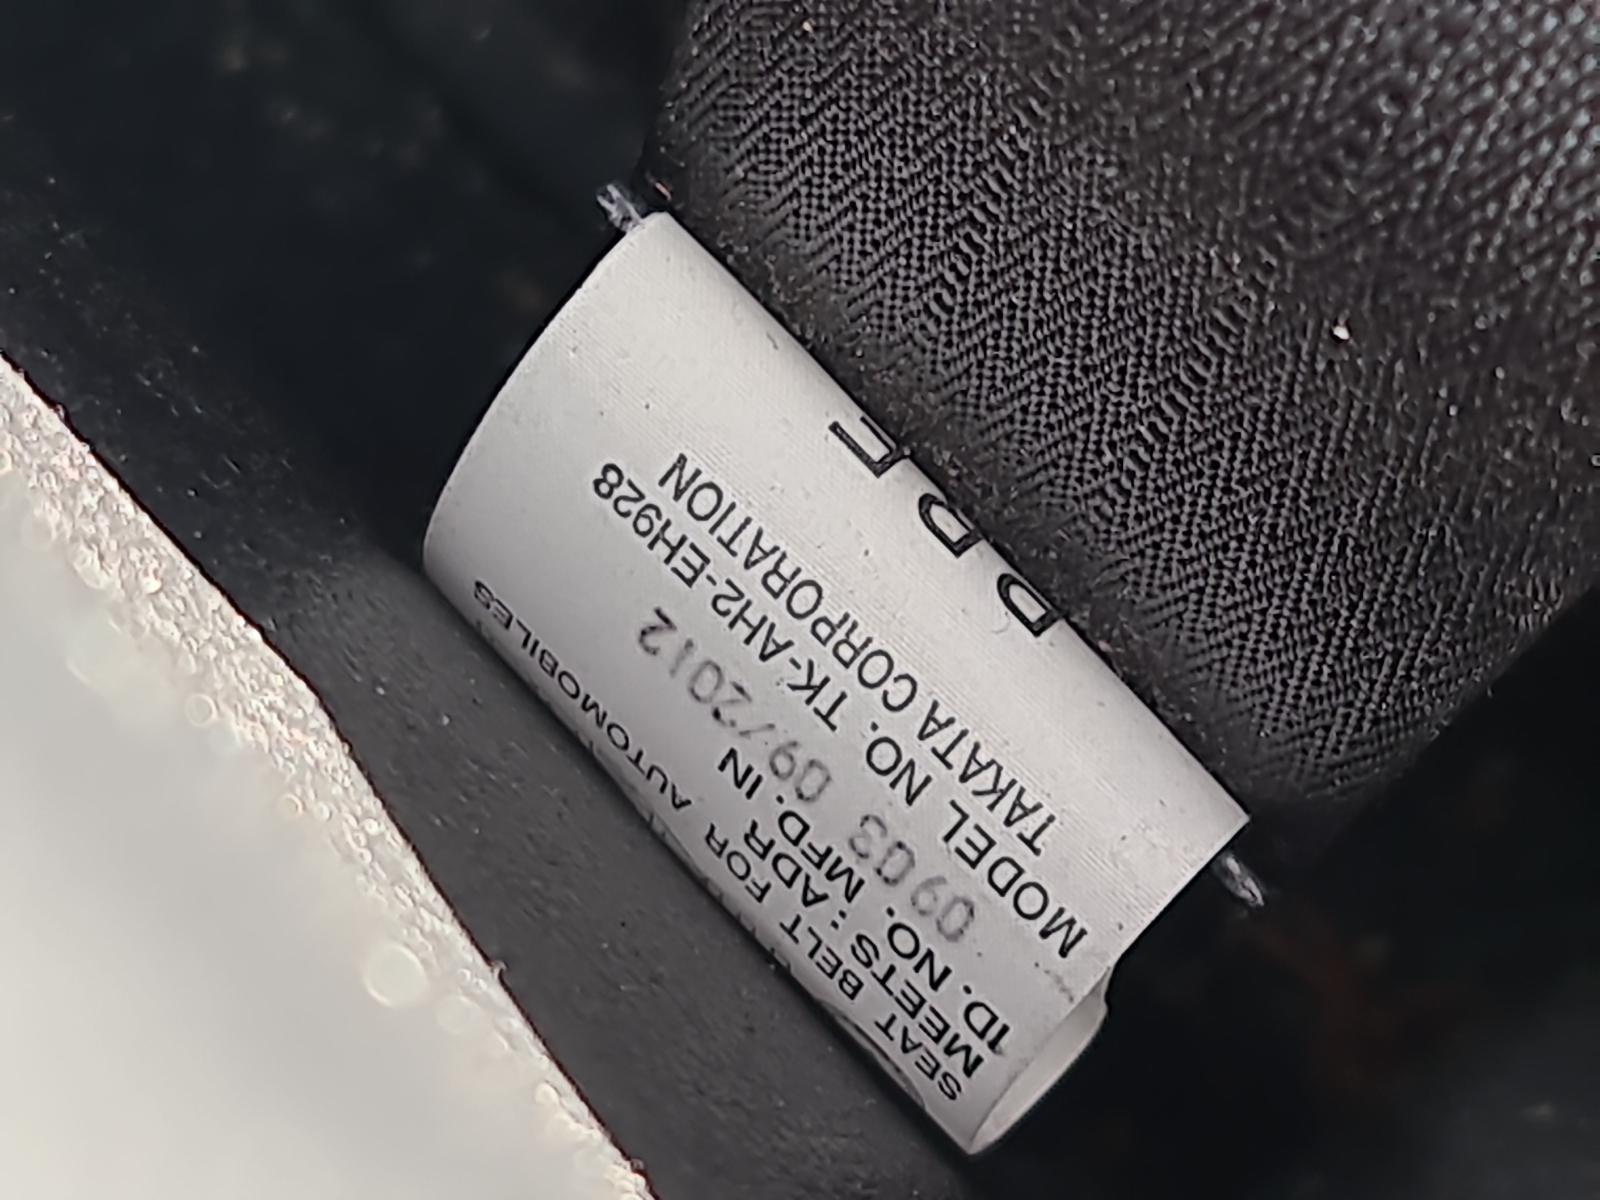 SEAT BELT FOR AUTOMOBILES
MEETS : ADR
ID. NO. MFD. IN
0903 09/2012
MODEL NO. TK-AH2-EH928
TAKATA CORPORATION